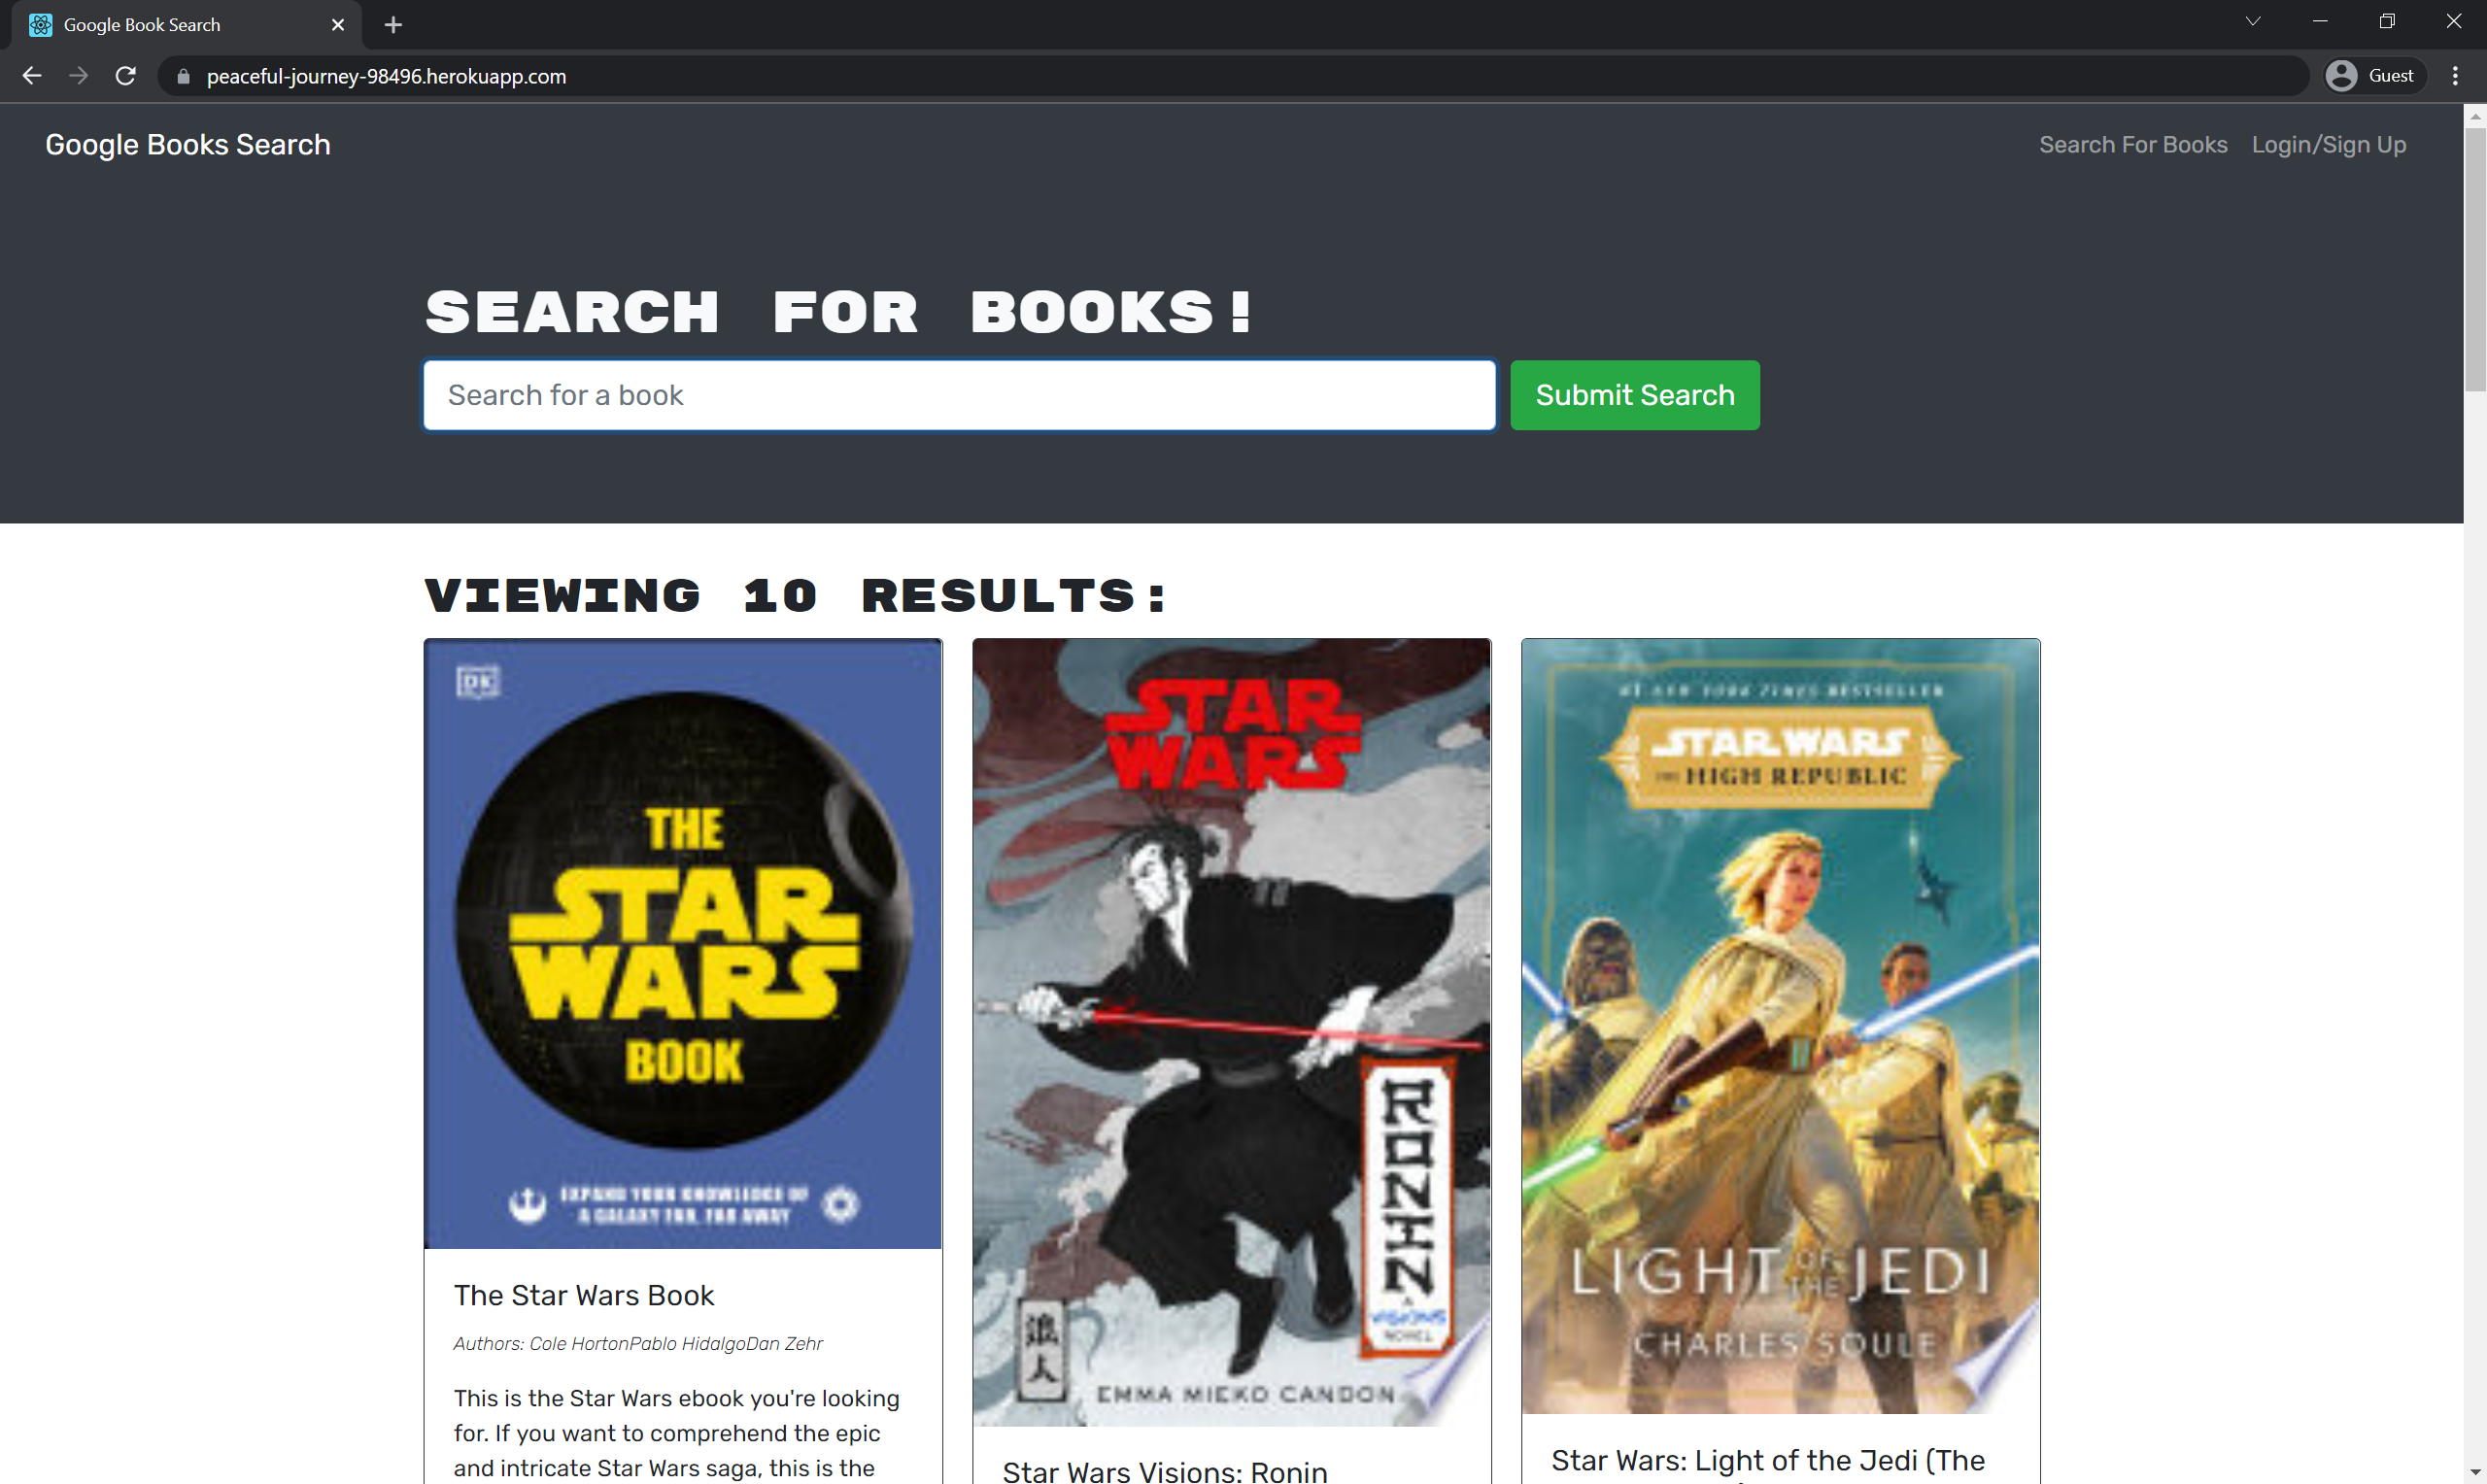 Google Book Search
peaceful-journey-98496.herokuapp.com
Guest
Google Books Search
Search For Books
Login/Sign Up
SEARCH FOR BOOKS!
Search for a book
Submit Search
VIEWING 10 RESULTS:
DK
THE
STAR
WARS
BOOK
EXPAND YOUR KNOWLEDGE OF
A GALAXY FAR, FAR AWAY
The Star Wars Book
Authors: Cole HortonPablo HidalgoDan Zehr
This is the Star Wars ebook you're looking
for. If you want to comprehend the epic
and intricate Star Wars saga, this is the
STAR
WARS
RONIN
A
VISIONS
NOVEL
浪
人
EMMA MIEKO CANDON
Star Wars Visions: Ronin
#1 NEW YORK TIMES BESTSELLER
STAR WARS
THE HIGH REPUBLIC
LIGHT OF THE JEDI
CHARLES SOULE
Star Wars: Light of the Jedi (The